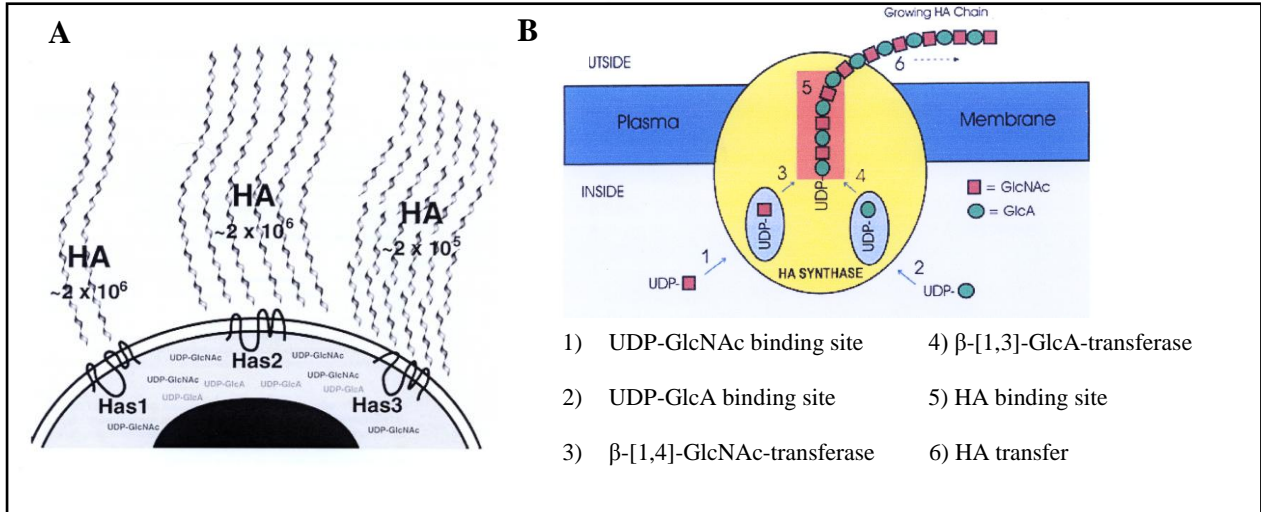 A
HA
~2 x 10^6
HA
~2 x 10^6
HA
~2 x 10^5
Has1
Has2
Has3
UDP-GlcNAc
UDP-GlcNAc
UDP-GlcNAc
UDP-GlcA
UDP-GlcA
UDP-GlcNAc
UDP-GlcA
UDP-GlcA
UDP-GlcNAc
UDP-GlcNAc
B
Growing HA Chain
UTSIDE
6
5
Plasma
Membrane
INSIDE
3
4
UDP-
= GlcNAc
= GlcA
UDP-
UDP-
1
HA SYNTHASE
2
UDP-
UDP-
1) UDP-GlcNAc binding site
2) UDP-GlcA binding site
3) β-[1,4]-GlcNAc-transferase
4) β-[1,3]-GlcA-transferase
5) HA binding site
6) HA transfer